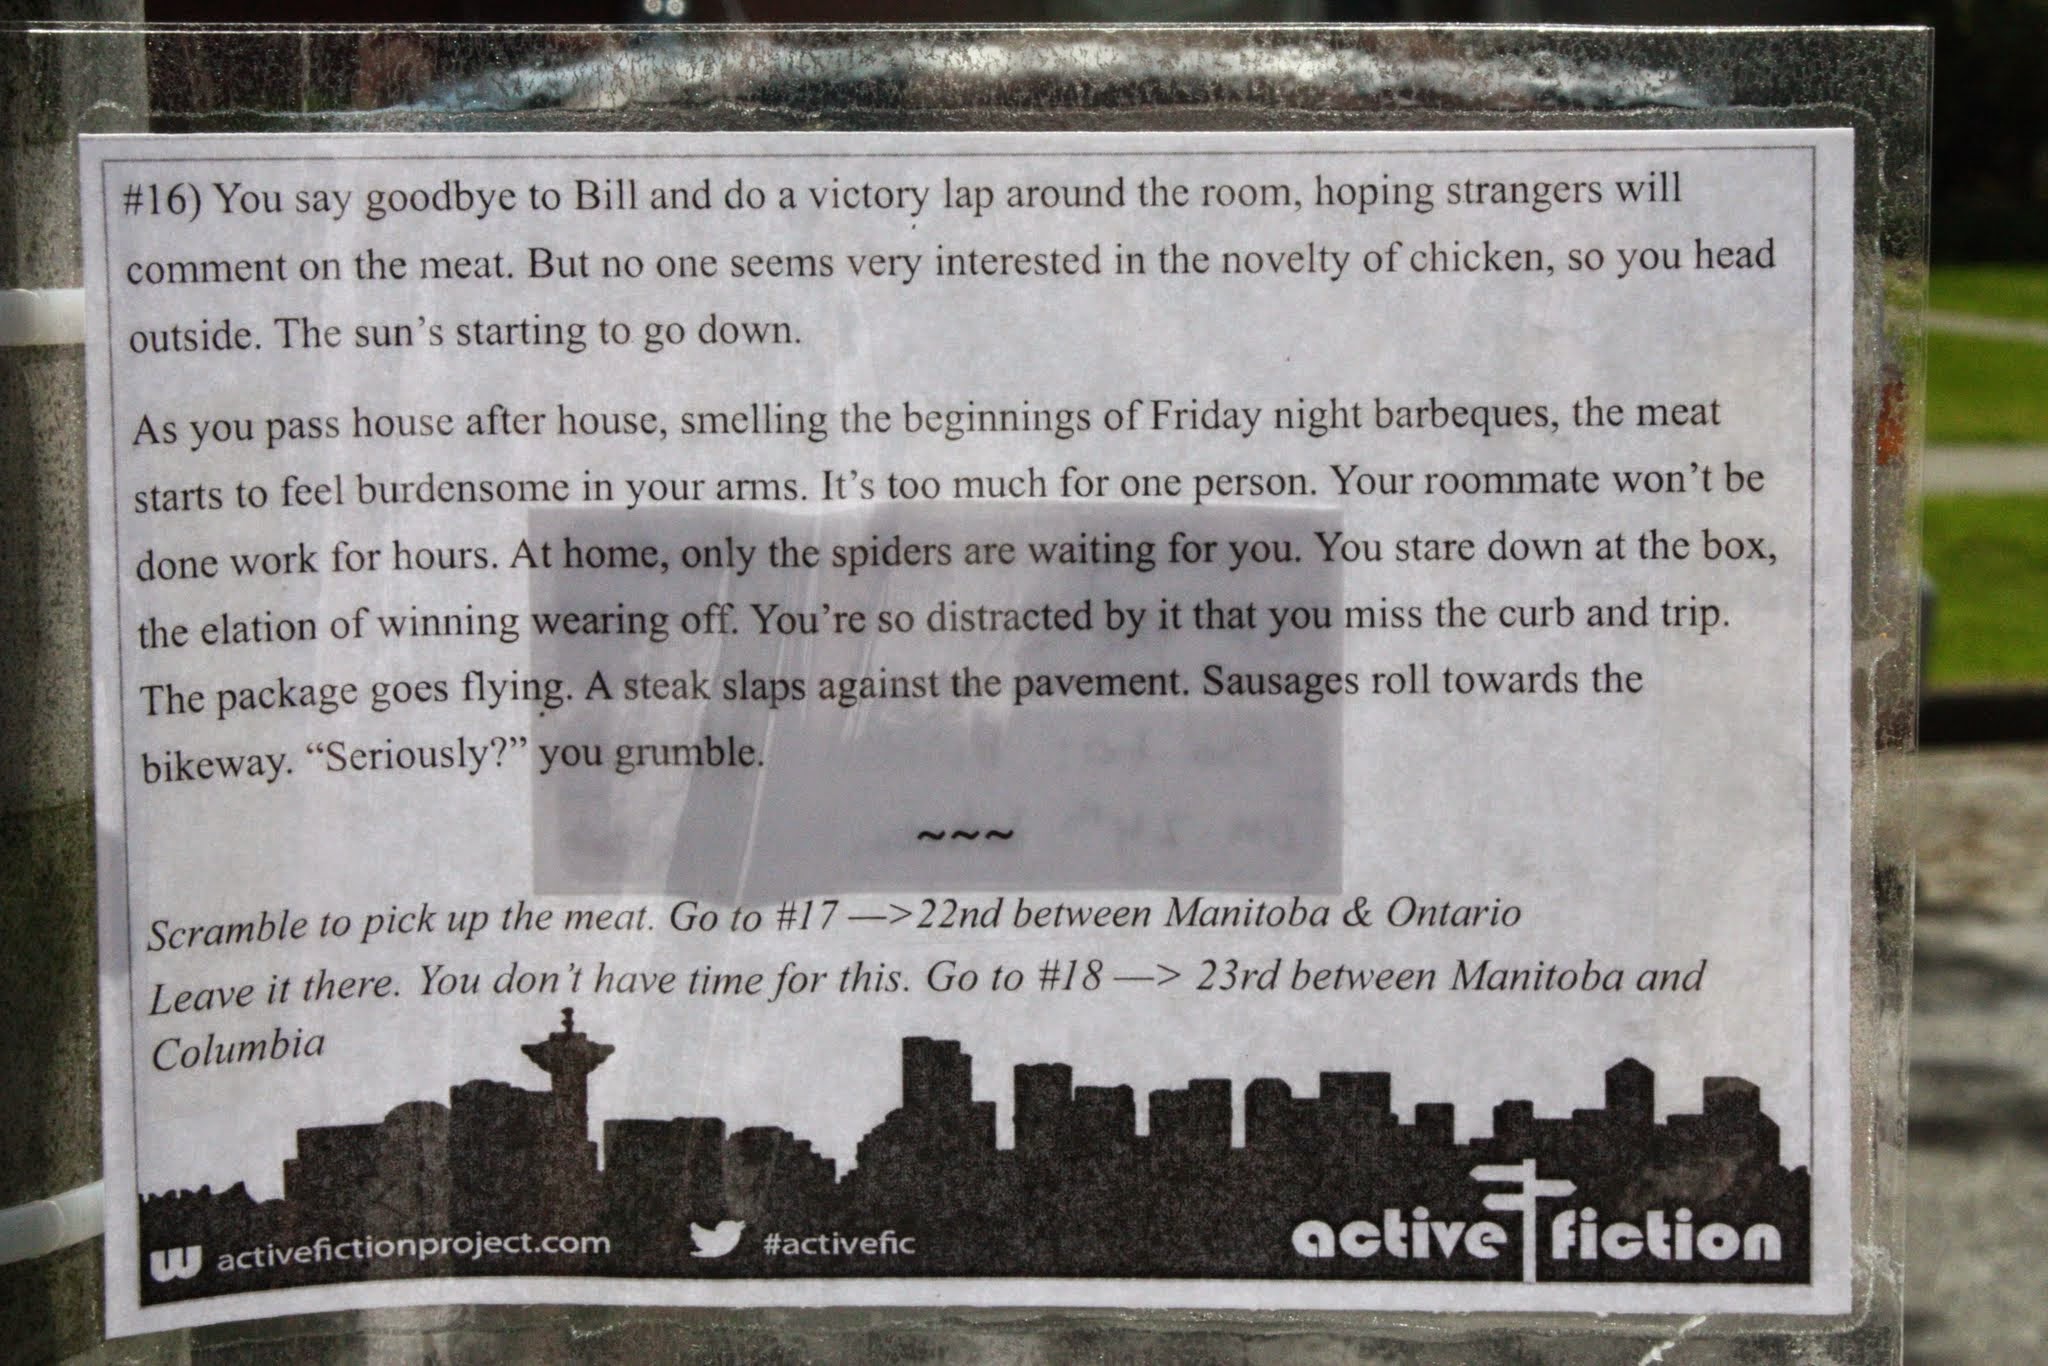 #16) You say goodbye to Bill and do a victory lap around the room, hoping strangers will
comment on the meat. But no one seems very interested in the novelty of chicken, so you head
outside. The sun’s starting to go down.
As you pass house after house, smelling the beginnings of Friday night barbeques, the meat
starts to feel burdensome in your arms. It’s too much for one person. Your roommate won’t be
done work for hours. At home, only the spiders are waiting for you. You stare down at the box,
the elation of winning wearing off. You’re so distracted by it that you miss the curb and trip.
The package goes flying. A steak slaps against the pavement. Sausages roll towards the
bikeway. “Seriously?” you grumble.
~~~
Scramble to pick up the meat. Go to #17 —>22nd between Manitoba & Ontario
Leave it there. You don’t have time for this. Go to #18 —> 23rd between Manitoba and
Columbia
w activefictionproject.com #activefic active fiction